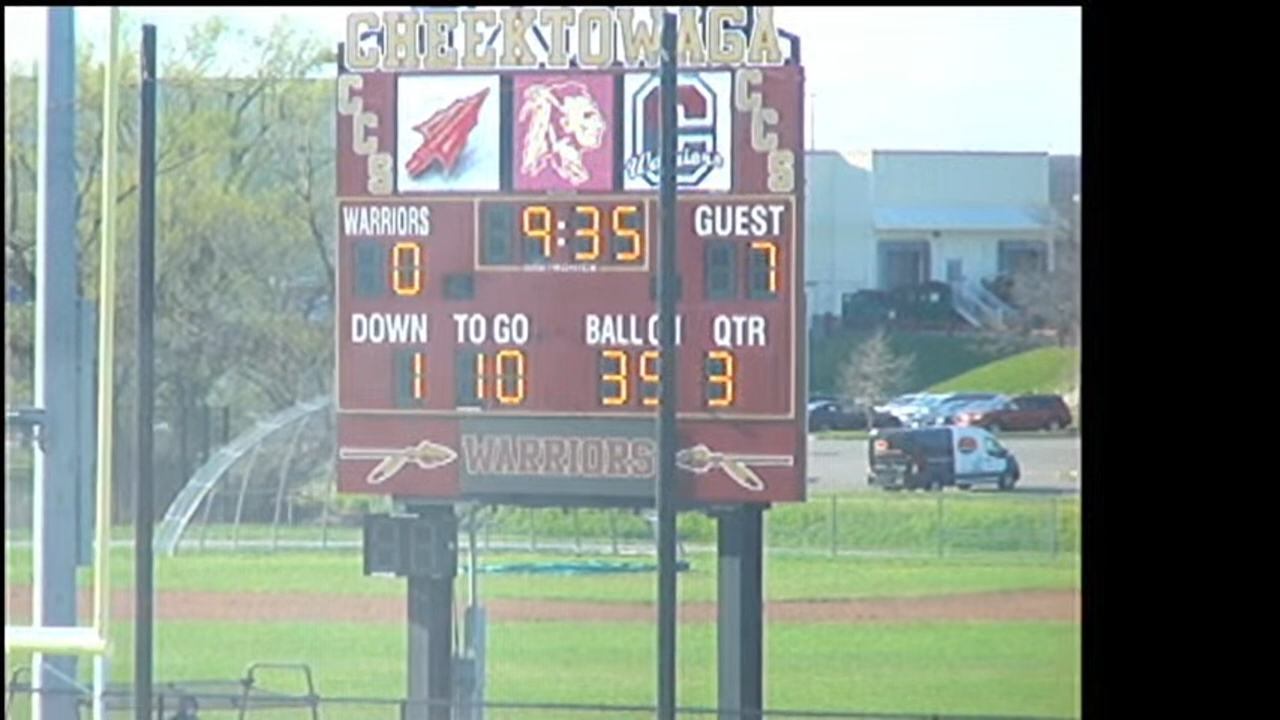 CHEEKTOWAGA
CCS
CCS
C
Warriors
WARRIORS
9:35
GUEST
0
7
DOWN
TO GO
BALL ON
QTR
1
10
3
WARRIORS